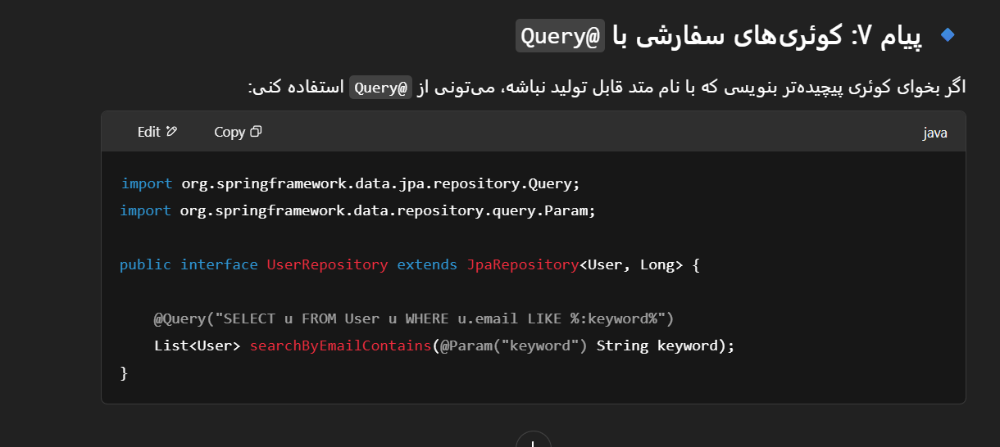 پیام ۷: کوئری‌های سفارشی با @Query
اگر بخوای کوئری پیچیده‌تر بنویسی که با نام متد قابل تولید نباشه، می‌تونی از @Query استفاده کنی:
Edit Copy java
import org.springframework.data.jpa.repository.Query;
import org.springframework.data.repository.query.Param;
public interface UserRepository extends JpaRepository<User, Long> {
@Query("SELECT u FROM User u WHERE u.email LIKE %:keyword%")
List<User> searchByEmailContains(@Param("keyword") String keyword);
}